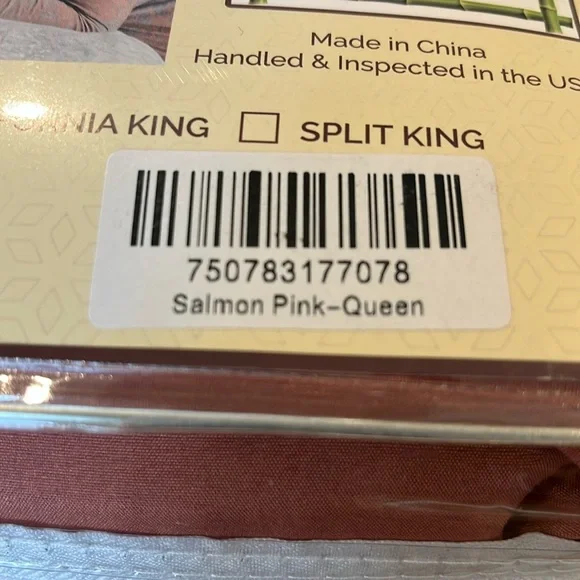 Made in China
Handled & Inspected in the US
KING SPLIT KING
750783177078
Salmon Pink-Queen